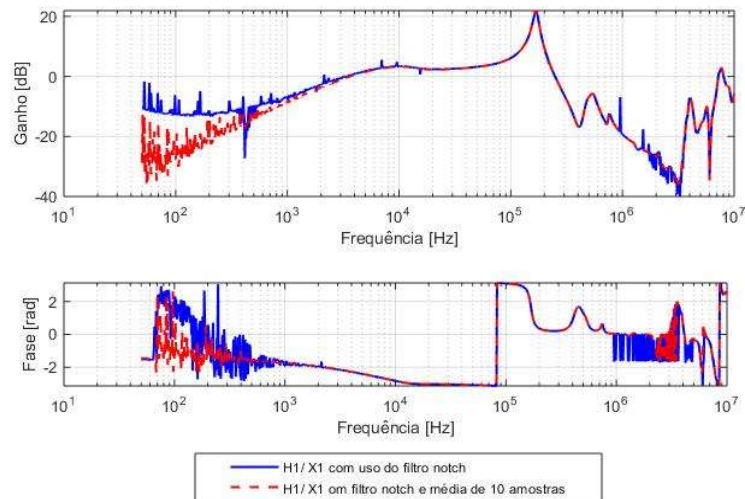 20
0
-20
-40
Ganho [dB]
10^1 10^2 10^3 10^4 10^5 10^6 10^7
Frequência [Hz]
2
0
-2
Fase [rad]
10^1 10^2 10^3 10^4 10^5 10^6 10^7
Frequência [Hz]
H1/ X1 com uso do filtro notch
H1/ X1 om filtro notch e média de 10 amostras